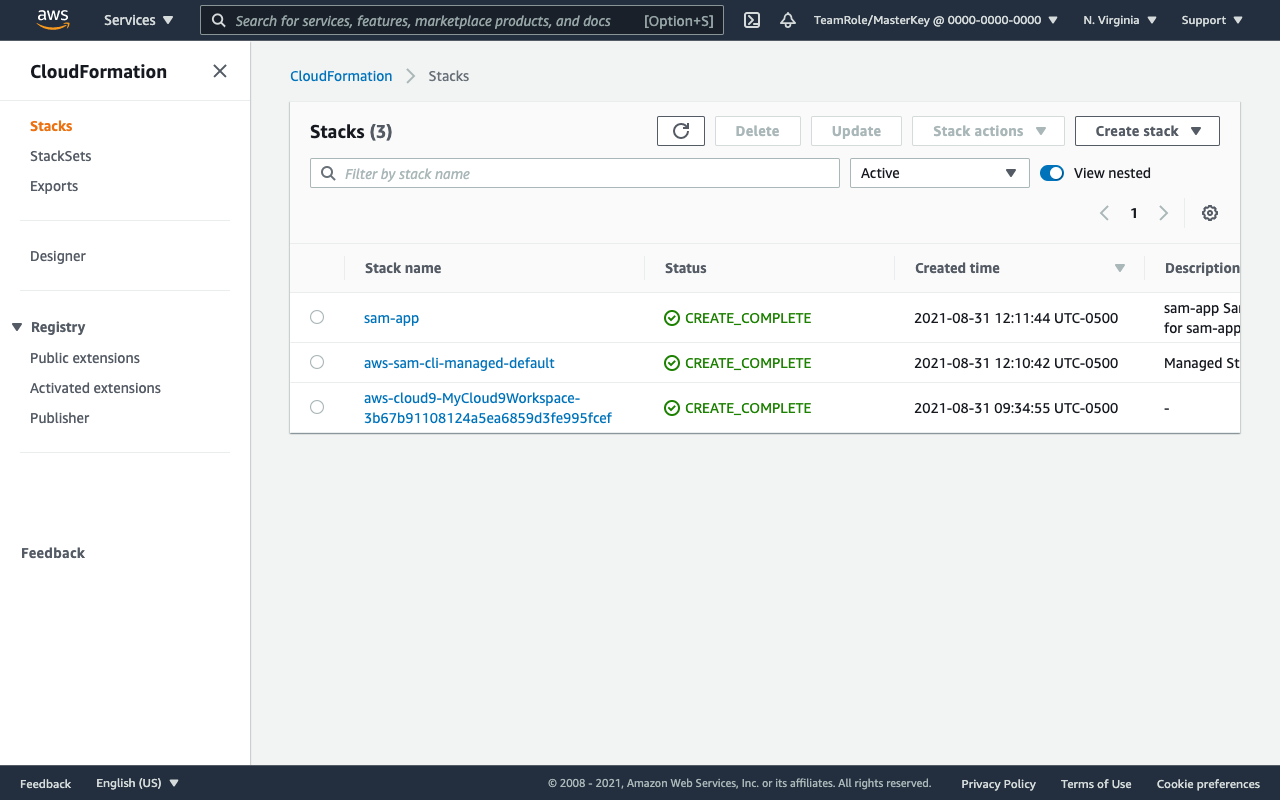 aws
Services
Search for services, features, marketplace products, and docs
[Option+S]
TeamRole/MasterKey @ 0000-0000-0000
N. Virginia
Support
CloudFormation
Stacks
StackSets
Exports
Designer
Registry
Public extensions
Activated extensions
Publisher
Feedback
CloudFormation
Stacks
Stacks (3)
Delete
Update
Stack actions
Create stack
Filter by stack name
Active
View nested
1
Stack name
Status
Created time
Description
sam-app
CREATE_COMPLETE
2021-08-31 12:11:44 UTC-0500
sam-app Sa
for sam-app
aws-sam-cli-managed-default
CREATE_COMPLETE
2021-08-31 12:10:42 UTC-0500
Managed St
aws-cloud9-MyCloud9Workspace-
3b67b91108124a5ea6859d3fe995fcef
CREATE_COMPLETE
2021-08-31 09:34:55 UTC-0500
-
Feedback
English (US)
© 2008 - 2021, Amazon Web Services, Inc. or its affiliates. All rights reserved.
Privacy Policy
Terms of Use
Cookie preferences